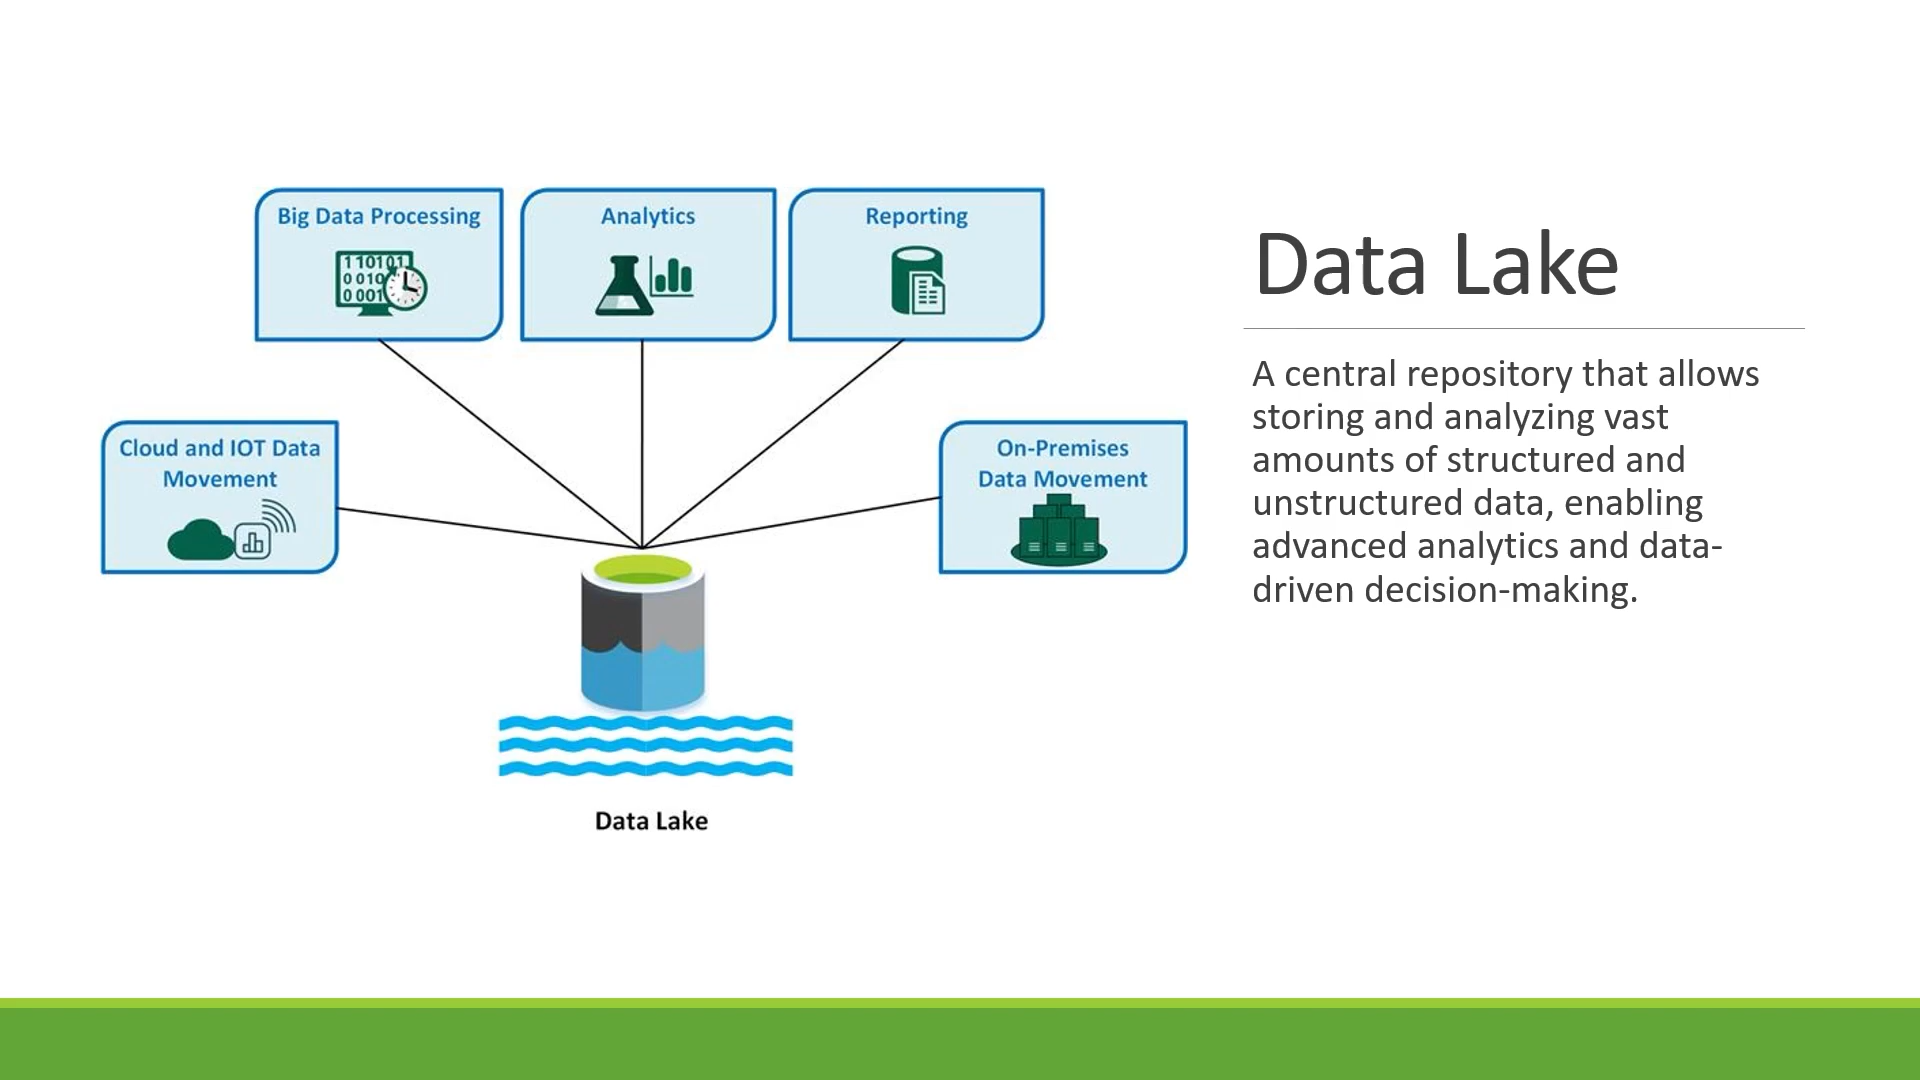 Big Data Processing
1 10101
0 010
0 001
Analytics
Reporting
Cloud and IOT Data
Movement
On-Premises
Data Movement
Data Lake
Data Lake
A central repository that allows
storing and analyzing vast
amounts of structured and
unstructured data, enabling
advanced analytics and data-
driven decision-making.